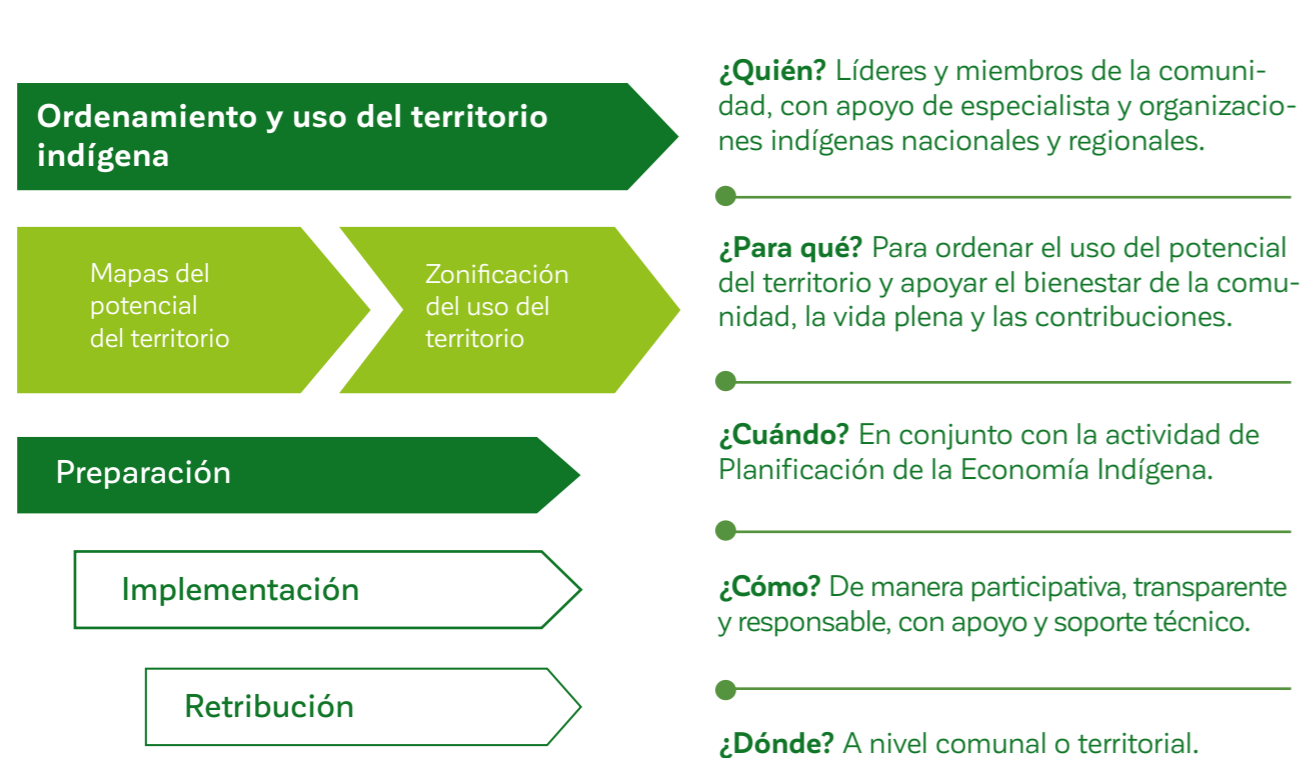 Ordenamiento y uso del territorio
indígena
Mapas del
potencial
del territorio
Zonificación
del uso del
territorio
Preparación
Implementación
Retribución
¿Quién? Líderes y miembros de la comuni-
dad, con apoyo de especialista y organizacio-
nes indígenas nacionales y regionales.
¿Para qué? Para ordenar el uso del potencial
del territorio y apoyar el bienestar de la comu-
nidad, la vida plena y las contribuciones.
¿Cuándo? En conjunto con la actividad de
Planificación de la Economía Indígena.
¿Cómo? De manera participativa, transparente
y responsable, con apoyo y soporte técnico.
¿Dónde? A nivel comunal o territorial.